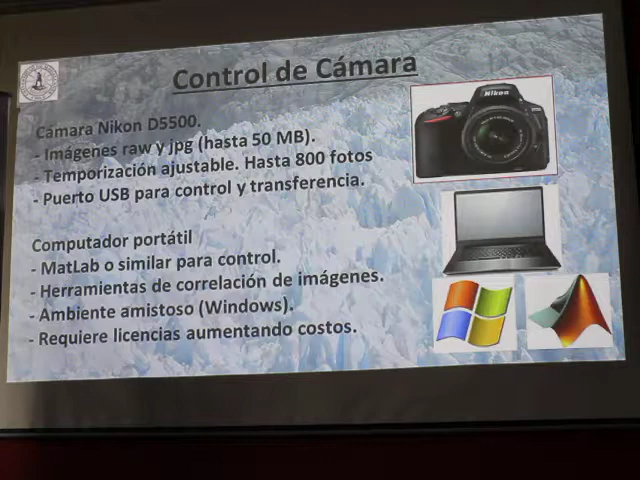 Control de Cámara
Cámara Nikon D5500.
- Imágenes raw y jpg (hasta 50 MB).
- Temporización ajustable. Hasta 800 fotos
- Puerto USB para control y transferencia.
Nikon
Computador portátil
- MatLab o similar para control.
- Herramientas de correlación de imágenes.
- Ambiente amistoso (Windows).
- Requiere licencias aumentando costos.